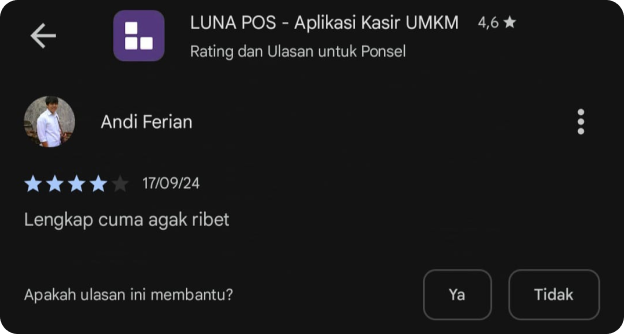 LUNA POS - Aplikasi Kasir UMKM 4,6 ★
Rating dan Ulasan untuk Ponsel
Andi Ferian
17/09/24
Lengkap cuma agak ribet
Apakah ulasan ini membantu?
Ya
Tidak